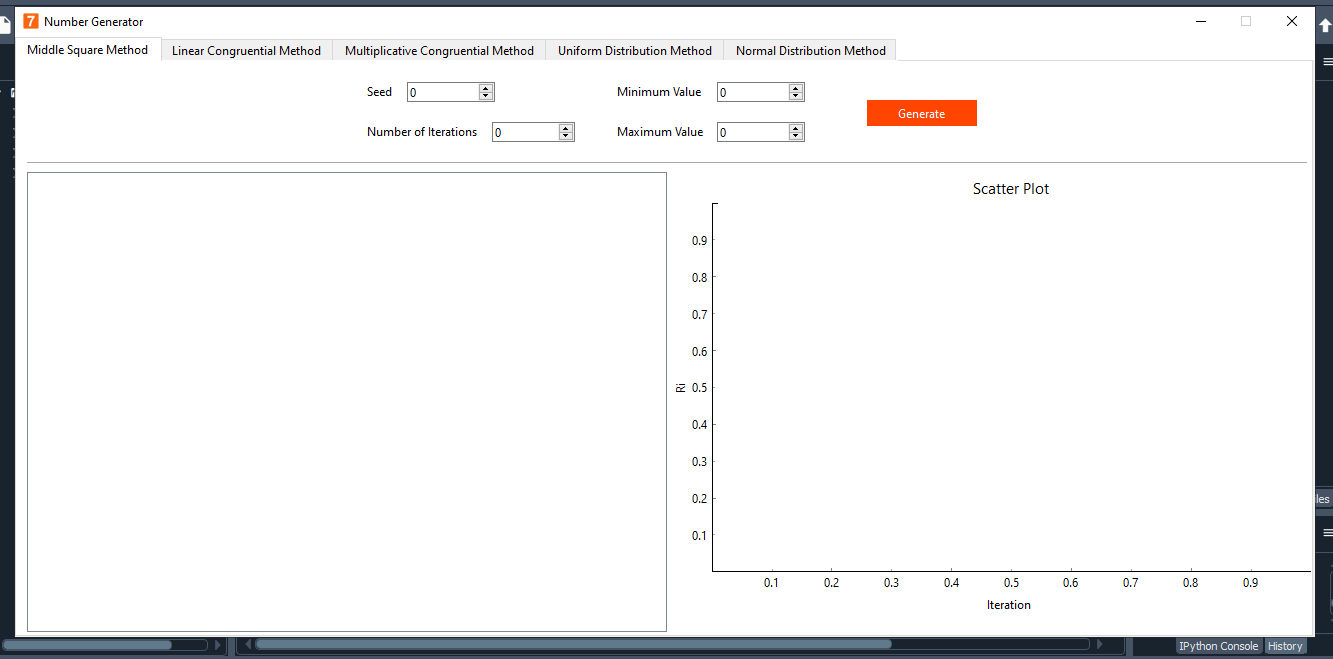 7 Number Generator
Middle Square Method Linear Congruential Method Multiplicative Congruential Method Uniform Distribution Method Normal Distribution Method
Seed 0 Minimum Value 0
Generate
Number of Iterations 0 Maximum Value 0
Scatter Plot
0.9
0.8
0.7
0.6
Ri 0.5
0.4
0.3
0.2
0.1
0.1 0.2 0.3 0.4 0.5 0.6 0.7 0.8 0.9
Iteration
les
IPython Console History